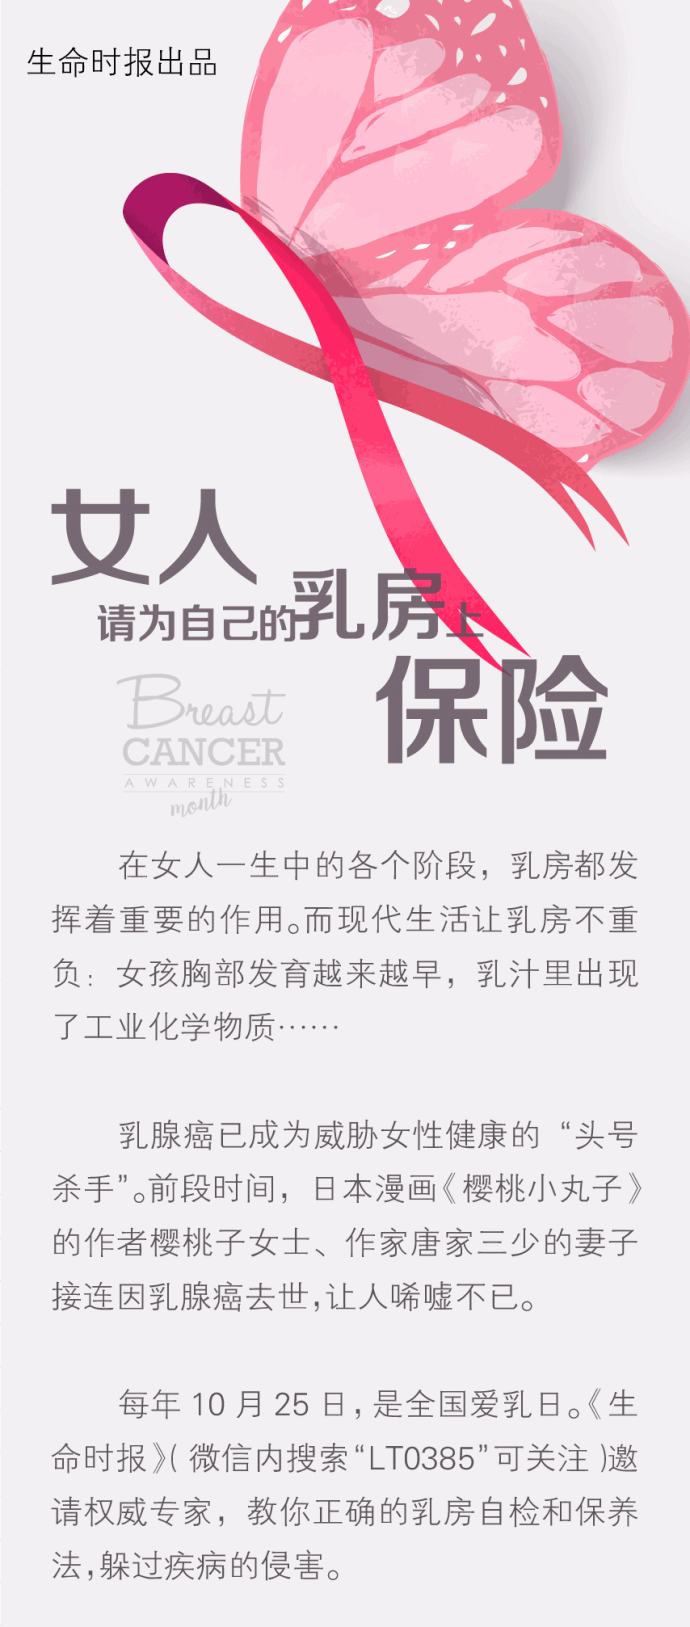 生命时报出品
女人
请为自己的乳房上
保险
Breast
CANCER
AWARENESS
month
在女人一生中的各个阶段，乳房都发
挥着重要的作用。而现代生活让乳房不重
负：女孩胸部发育越来越早，乳汁里出现
了工业化学物质……
乳腺癌已成为威胁女性健康的“头号
杀手”。前段时间，日本漫画《樱桃小丸子》
的作者樱桃子女士、作家唐家三少的妻子
接连因乳腺癌去世，让人唏嘘不已。
每年 10 月 25 日，是全国爱乳日。《生
命时报》（微信内搜索“LT0385”可关注）邀
请权威专家，教你正确的乳房自检和保养
法，躲过疾病的侵害。